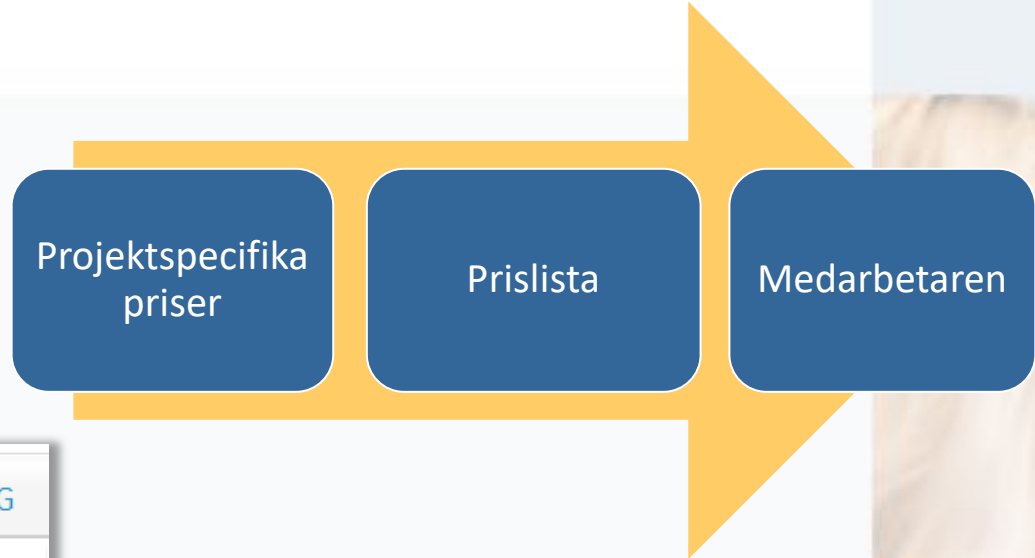 Projektspecifika
priser
Prislista
Medarbetaren
G